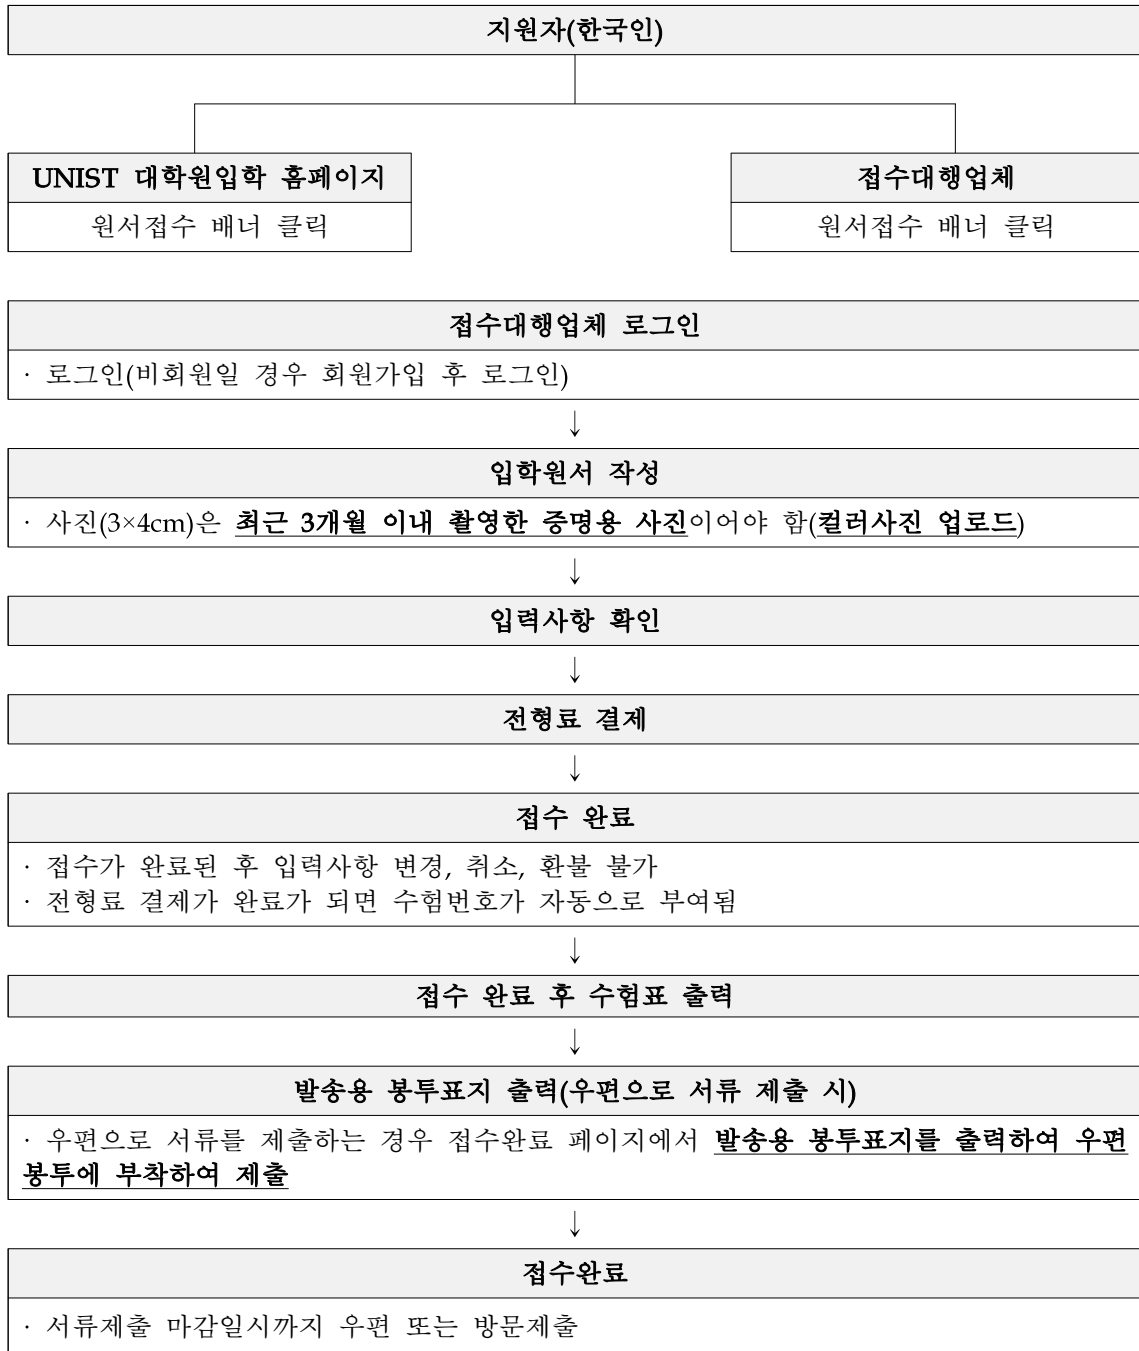 지원자(한국인)
UNIST 대학원입학 홈페이지
원서접수 배너 클릭
접수대행업체
원서접수 배너 클릭
접수대행업체 로그인
· 로그인(비회원일 경우 회원가입 후 로그인)
↓
입학원서 작성
· 사진(3×4cm)은 최근 3개월 이내 촬영한 증명용 사진이어야 함(컬러사진 업로드)
↓
입력사항 확인
↓
전형료 결제
↓
접수 완료
· 접수가 완료된 후 입력사항 변경, 취소, 환불 불가
· 전형료 결제가 완료가 되면 수험번호가 자동으로 부여됨
↓
접수 완료 후 수험표 출력
↓
발송용 봉투표지 출력(우편으로 서류 제출 시)
· 우편으로 서류를 제출하는 경우 접수완료 페이지에서 발송용 봉투표지를 출력하여 우편
봉투에 부착하여 제출
↓
접수완료
· 서류제출 마감일시까지 우편 또는 방문제출